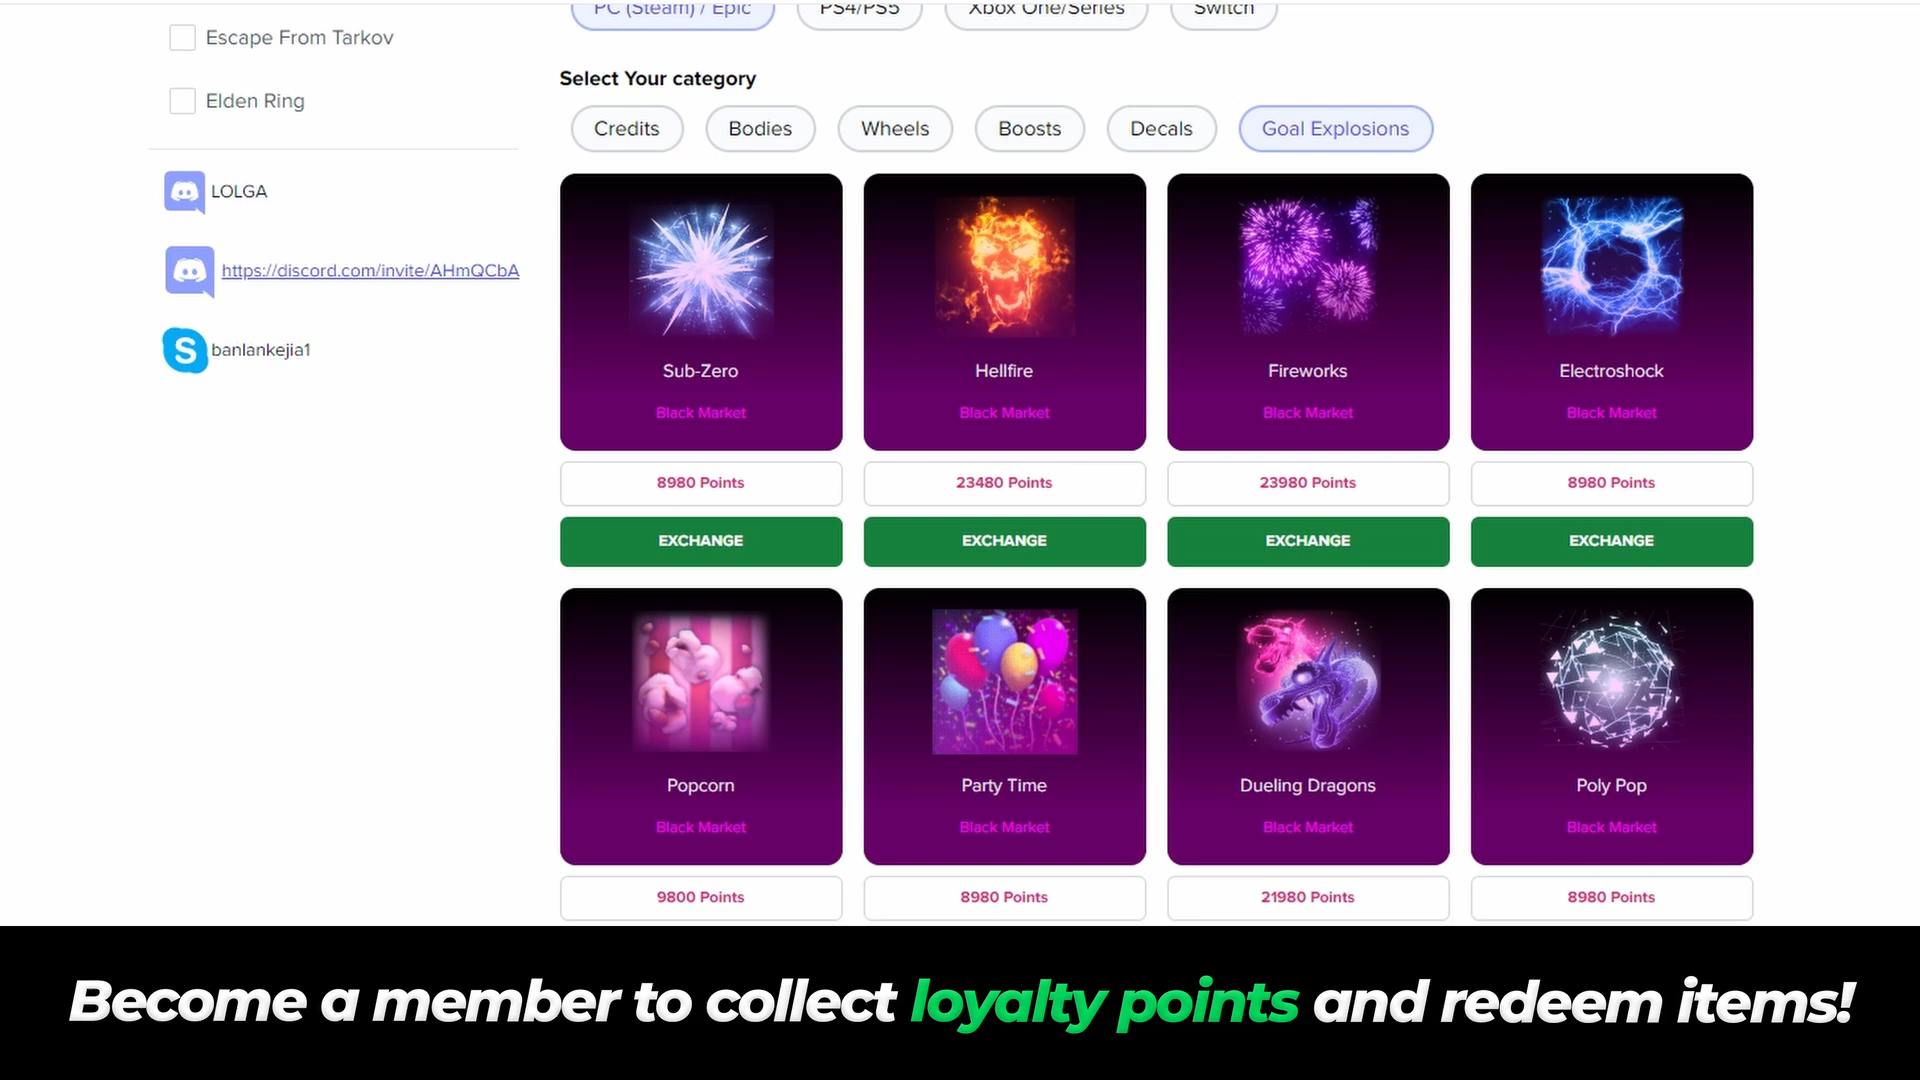 PC (Steam) / Epic
PS4/PS5
Xbox One/Series
Switch
Escape From Tarkov
Elden Ring
LOLGA
https://discord.com/invite/AHmQCbA
banlankejia1
Select Your category
Credits
Bodies
Wheels
Boosts
Decals
Goal Explosions
Sub-Zero
Black Market
8980 Points
EXCHANGE
Hellfire
Black Market
23480 Points
EXCHANGE
Fireworks
Black Market
23980 Points
EXCHANGE
Electroshock
Black Market
8980 Points
EXCHANGE
Popcorn
Black Market
9800 Points
Party Time
Black Market
8980 Points
Dueling Dragons
Black Market
21980 Points
Poly Pop
Black Market
8980 Points
Become a member to collect loyalty points and redeem items!